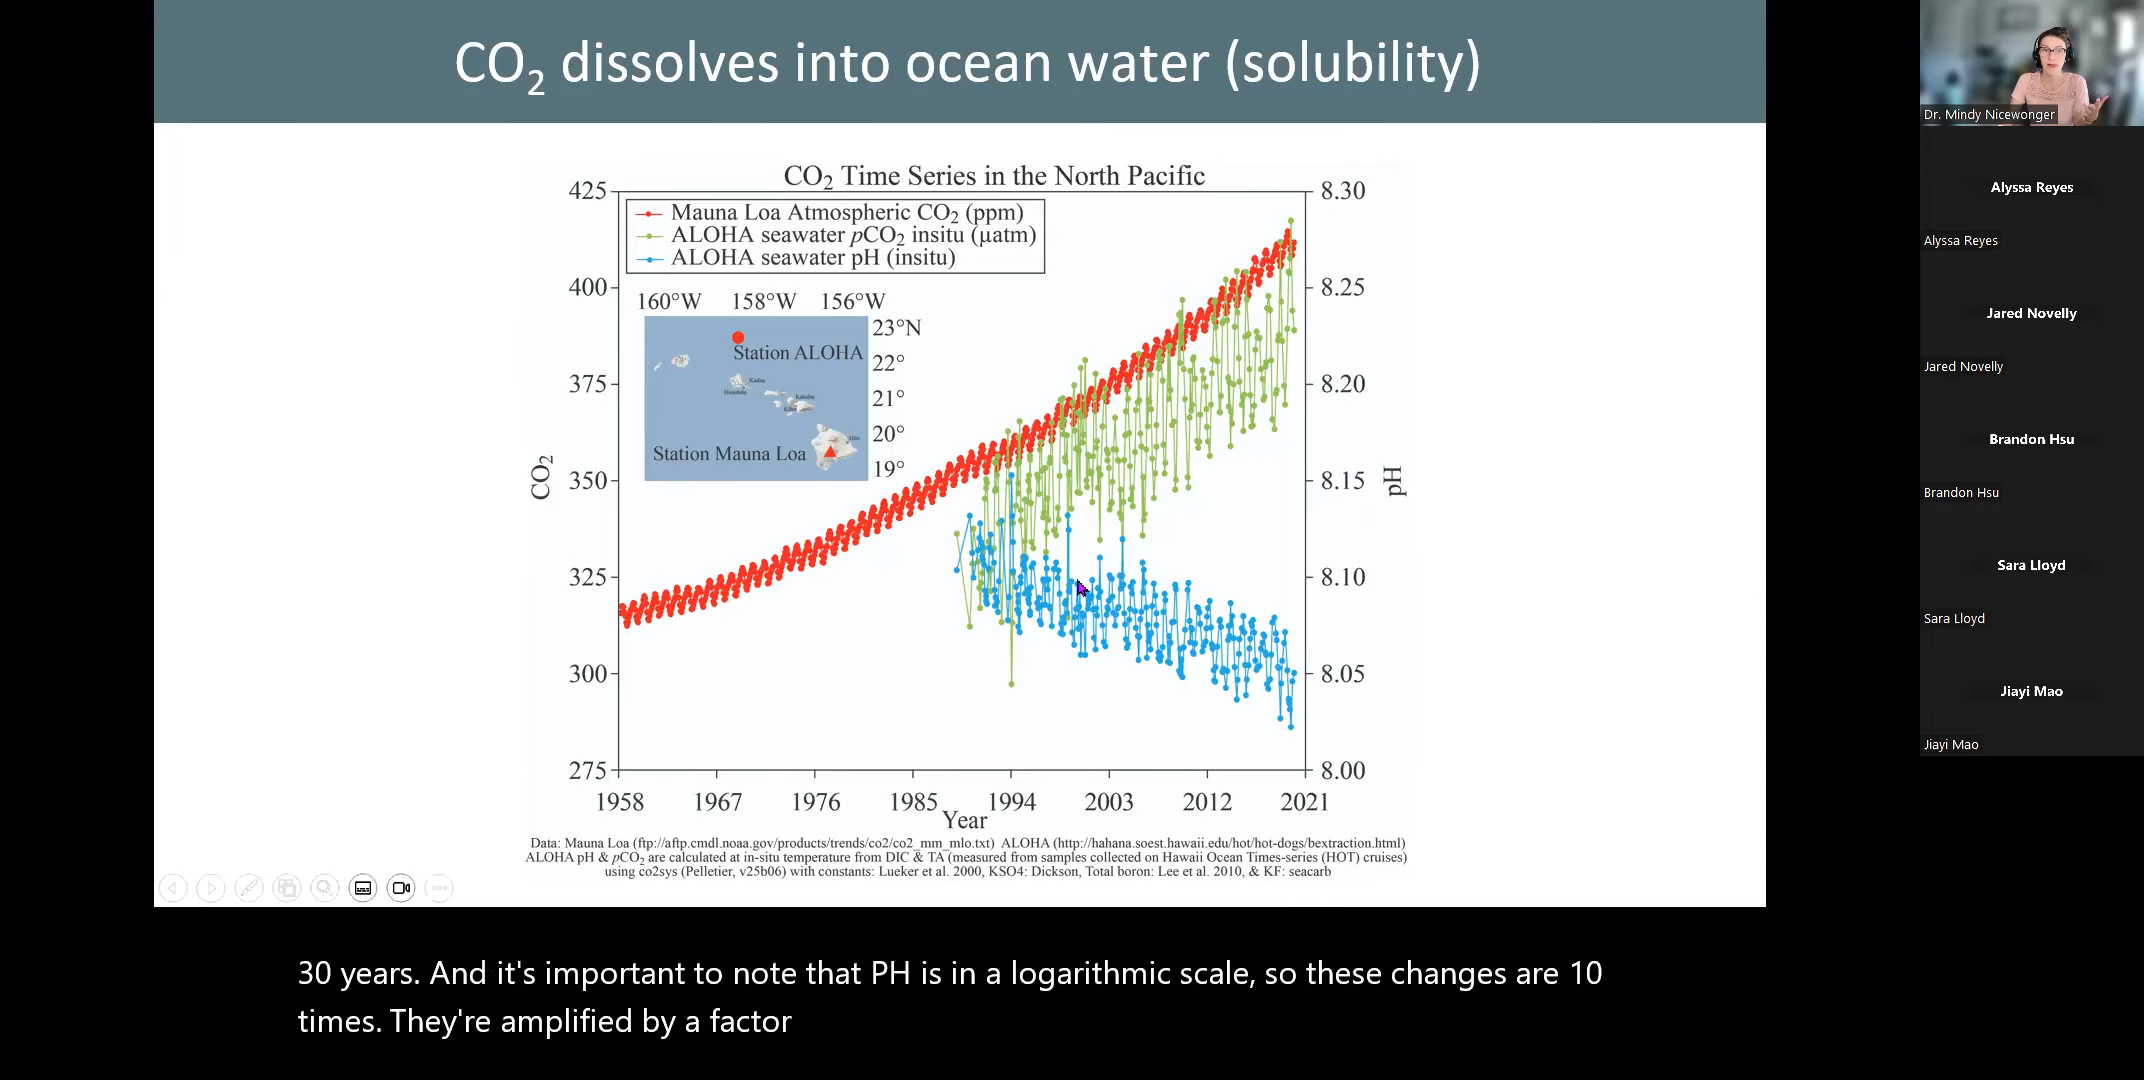 CO₂ dissolves into ocean water (solubility)
CO₂ Time Series in the North Pacific
Mauna Loa Atmospheric CO₂ (ppm)
ALOHA seawater pCO₂ insitu (µatm)
ALOHA seawater pH (insitu)
160°W 158°W 156°W
23°N
22°
21°
20°
19°
Station ALOHA
Kailua
Honolulu
Kahului
Kihei
Hilo
Station Mauna Loa
425
400
375
350
325
300
275
CO₂
8.30
8.25
8.20
8.15
8.10
8.05
8.00
pH
1958 1967 1976 1985 1994 2003 2012 2021
Year
Data: Mauna Loa (ftp://aftp.cmdl.noaa.gov/products/trends/co2/co2_mm_mlo.txt) ALOHA (http://hahana.soest.hawaii.edu/hot/hot-dogs/bextraction.html)
ALOHA pH & pCO₂ are calculated at in-situ temperature from DIC & TA (measured from samples collected on Hawaii Ocean Times-series (HOT) cruises)
using co2sys (Pelletier, v25b06) with constants: Lueker et al. 2000, KSO4: Dickson, Total boron: Lee et al. 2010, & KF: seacarb
30 years. And it's important to note that PH is in a logarithmic scale, so these changes are 10
times. They're amplified by a factor
Dr. Mindy Nicewonger
Alyssa Reyes
Alyssa Reyes
Jared Novelly
Jared Novelly
Brandon Hsu
Brandon Hsu
Sara Lloyd
Sara Lloyd
Jiayi Mao
Jiayi Mao